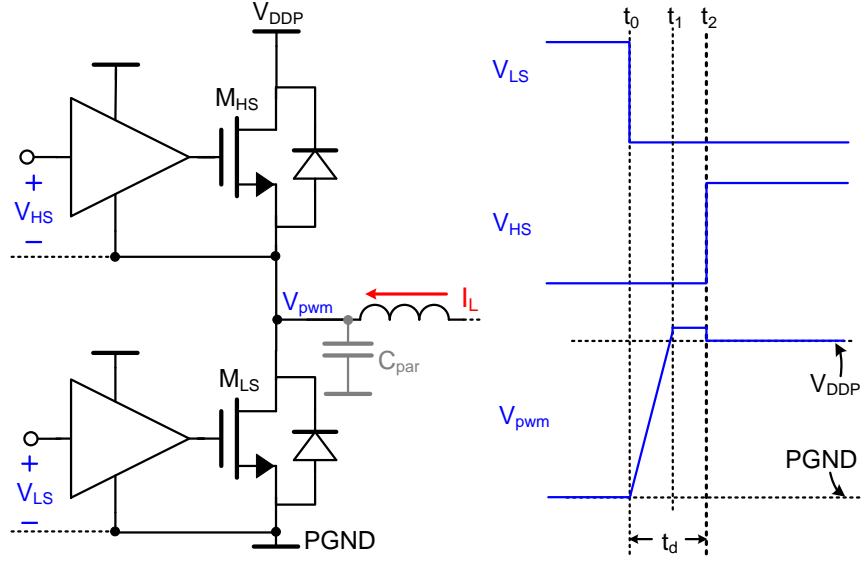 V_DDP
M_HS
+
V_HS
−
V_pwm
I_L
C_par
M_LS
+
V_LS
−
PGND
t_0 t_1 t_2
V_LS
V_HS
V_DDP
V_pwm
PGND
t_d